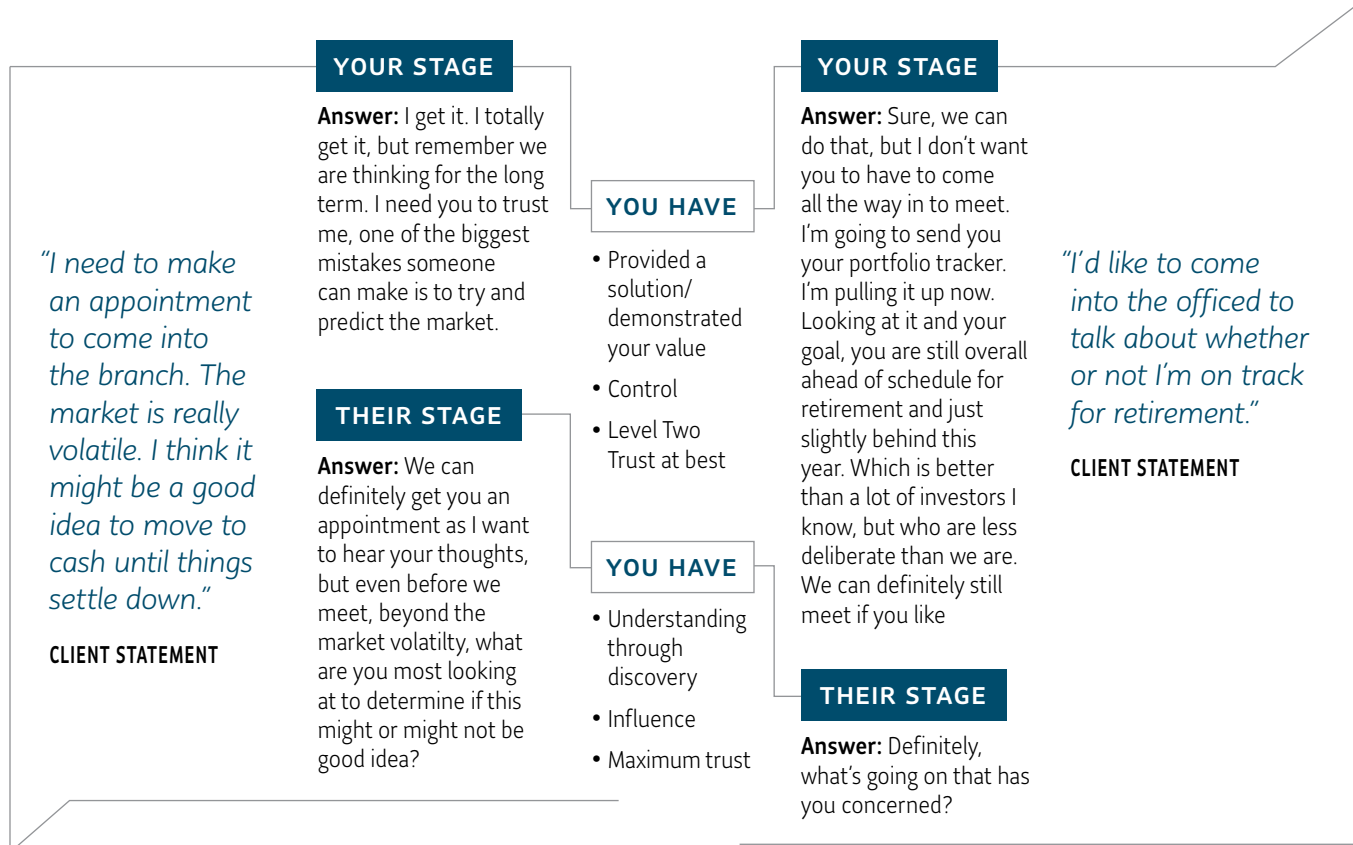 "I need to make
an appointment
to come into
the branch. The
market is really
volatile. I think it
might be a good
idea to move to
cash until things
settle down."
CLIENT STATEMENT
YOUR STAGE
Answer: I get it. I totally
get it, but remember we
are thinking for the long
term. I need you to trust
me, one of the biggest
mistakes someone
can make is to try and
predict the market.
THEIR STAGE
Answer: We can
definitely get you an
appointment as I want
to hear your thoughts,
but even before we
meet, beyond the
market volatilty, what
are you most looking
at to determine if this
might or might not be
good idea?
YOU HAVE
• Provided a
solution/
demonstrated
your value
• Control
• Level Two
Trust at best
YOU HAVE
• Understanding
through
discovery
• Influence
• Maximum trust
YOUR STAGE
Answer: Sure, we can
do that, but I don't want
you to have to come
all the way in to meet.
I'm going to send you
your portfolio tracker.
I'm pulling it up now.
Looking at it and your
goal, you are still overall
ahead of schedule for
retirement and just
slightly behind this
year. Which is better
than a lot of investors I
know, but who are less
deliberate than we are.
We can definitely still
meet if you like
THEIR STAGE
Answer: Definitely,
what's going on that has
you concerned?
"I'd like to come
into the officed to
talk about whether
or not I'm on track
for retirement."
CLIENT STATEMENT